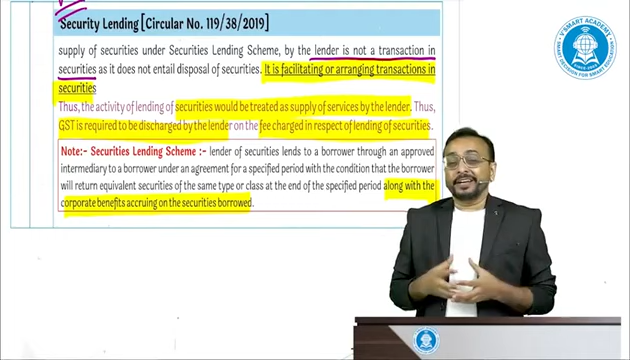 Security Lending [Circular No. 119/38/2019]
supply of securities under Securities Lending Scheme, by the lender is not a transaction in
securities as it does not entail disposal of securities. It is facilitating or arranging transactions in
securities
Thus, the activity of lending of securities would be treated as supply of services by the lender. Thus,
GST is required to be discharged by the lender on the fee charged in respect of lending of securities.
Note:- Securities Lending Scheme :- lender of securities lends to a borrower through an approved
intermediary to a borrower under an agreement for a specified period with the condition that the borrower
will return equivalent securities of the same type or class at the end of the specified period along with the
corporate benefits accruing on the securities borrowed.
V'SMART ACADEMY